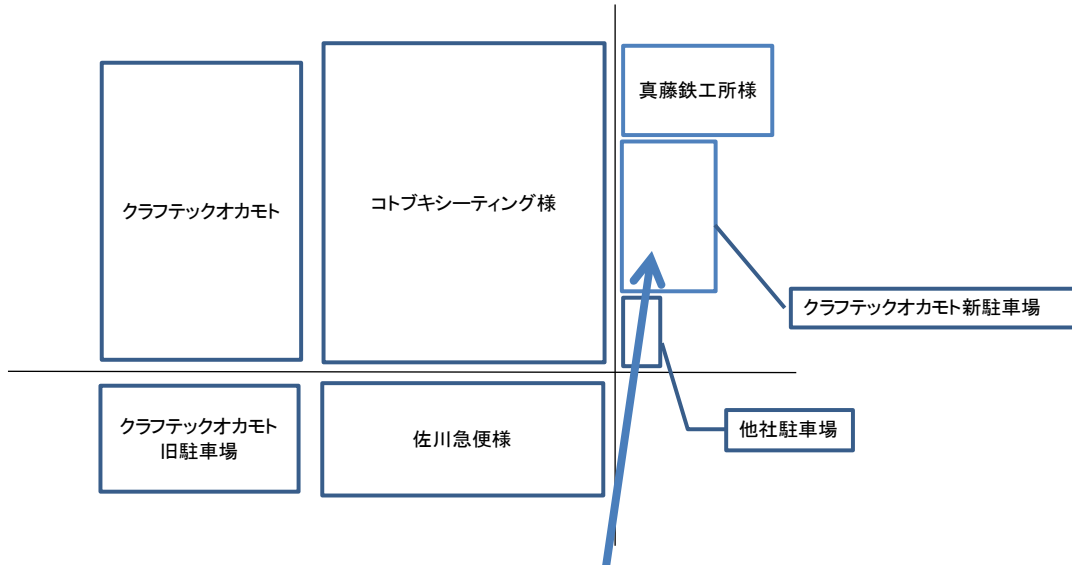 真藤鉄工所様
クラフテックオカモト
コトブキシーティング様
クラフテックオカモト新駐車場
クラフテックオカモト
旧駐車場
佐川急便様
他社駐車場